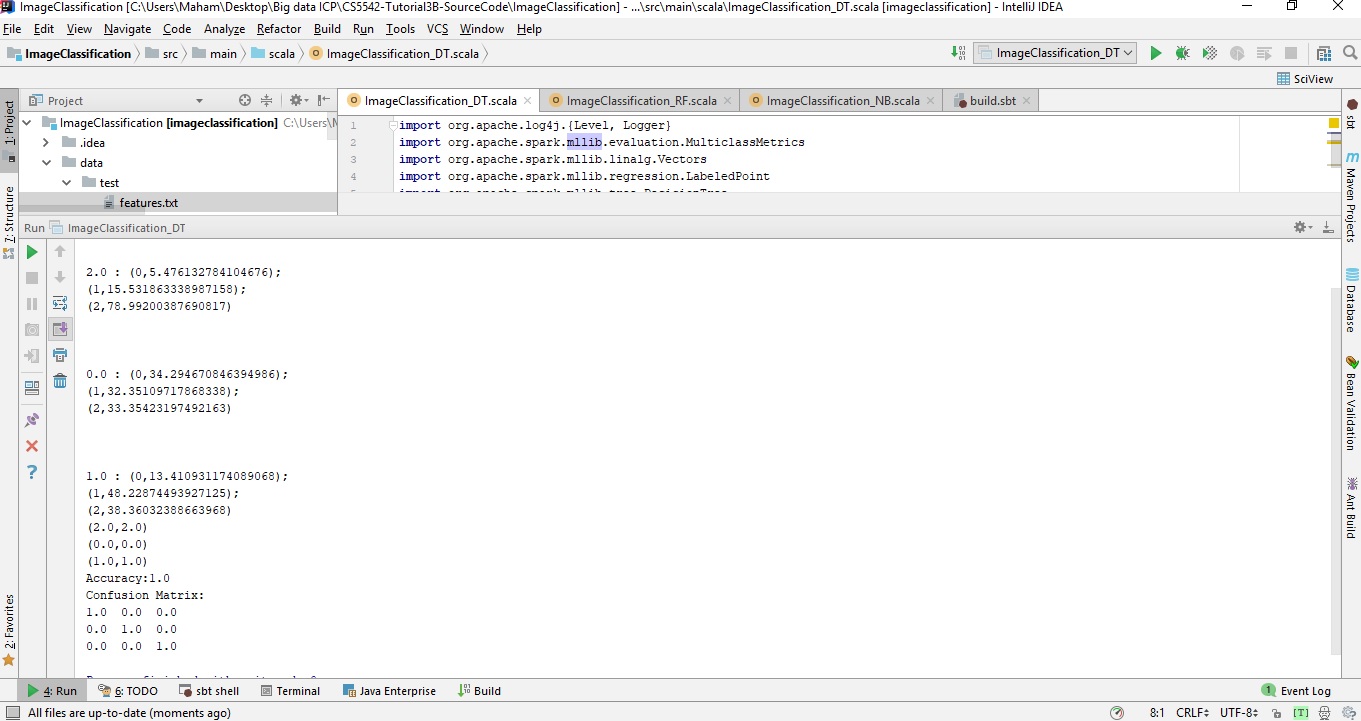 ImageClassification [C:\Users\Maham\Desktop\Big data ICP\CS5542-Tutorial3B-SourceCode\ImageClassification] - ...\src\main\scala\ImageClassification_DT.scala [imageclassification] - IntelliJ IDEA
File Edit View Navigate Code Analyze Refactor Build Run Tools VCS Window Help
ImageClassification src main scala ImageClassification_DT.scala ImageClassification_DT
SciView
Project ImageClassification_DT.scala ImageClassification_RF.scala ImageClassification_NB.scala build.sbt
1: Project
7: Structure
2: Favorites
ImageClassification [imageclassification] C:\Users\
.idea
data
test
features.txt
1 import org.apache.log4j.{Level, Logger}
2 import org.apache.spark.mllib.evaluation.MulticlassMetrics
3 import org.apache.spark.mllib.linalg.Vectors
4 import org.apache.spark.mllib.regression.LabeledPoint
import org.apache.spark.mllib.tree.DecisionTree
sbt
Maven Projects
Database
Bean Validation
Ant Build
Run ImageClassification_DT
2.0 : (0,5.476132784104676);
(1,15.531863338987158);
(2,78.99200387690817)
0.0 : (0,34.294670846394986);
(1,32.35109717868338);
(2,33.35423197492163)
1.0 : (0,13.410931174089068);
(1,48.22874493927125);
(2,38.36032388663968)
(2.0,2.0)
(0.0,0.0)
(1.0,1.0)
Accuracy:1.0
Confusion Matrix:
1.0 0.0 0.0
0.0 1.0 0.0
0.0 0.0 1.0
4: Run 6: TODO sbt shell Terminal Java Enterprise Build 1 Event Log
All files are up-to-date (moments ago) 8:1 CRLF UTF-8 [T]